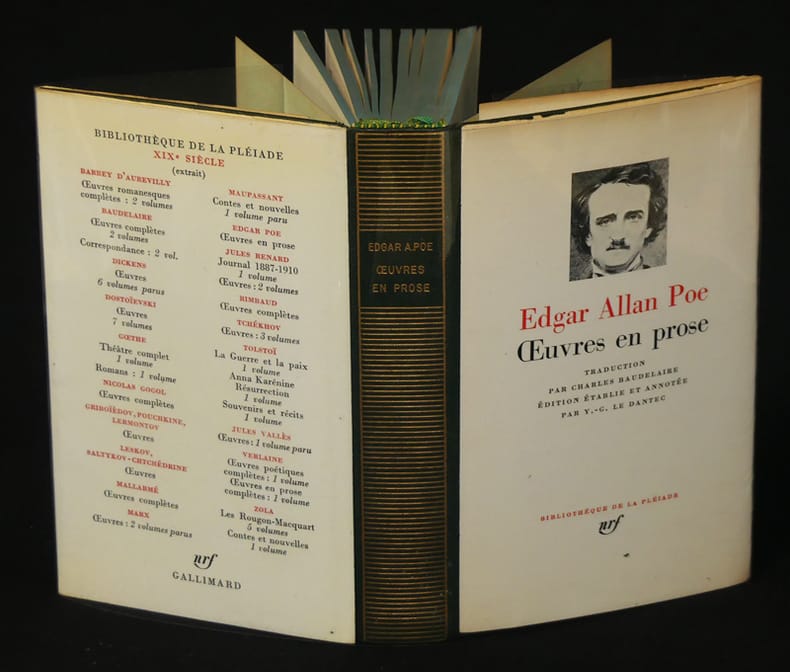 BIBLIOTHÈQUE DE LA PLÉIADE
XIXe SIÈCLE
(extrait)
BARBEY D'AUREVILLY
Œuvres romanesques
complètes : 2 volumes
BAUDELAIRE
Œuvres complètes
2 volumes
Correspondance : 2 vol.
DICKENS
Œuvres
6 volumes parus
DOSTOÏEVSKI
Œuvres
7 volumes
GŒTHE
Théâtre complet
1 volume
Romans : 1 volume
NICOLAS GOGOL
Œuvres complètes
GRIBOÏÈDOV, POUCHKINE,
LERMONTOV
Œuvres
LESKOV,
SALTYKOV-CHTCHÉDRINE
Œuvres
MALLARMÉ
Œuvres complètes
MARX
Œuvres : 2 volumes parus
MAUPASSANT
Contes et nouvelles
1 volume paru
EDGAR POE
Œuvres en prose
JULES RENARD
Journal 1887-1910
1 volume
Œuvres : 2 volumes
RIMBAUD
Œuvres complètes
TCHÉKHOV
Œuvres : 3 volumes
TOLSTOÏ
La Guerre et la paix
1 volume
Anna Karénine
Résurrection
1 volume
Souvenirs et récits
1 volume
JULES VALLÈS
Œuvres : 1 volume paru
VERLAINE
Œuvres poétiques
complètes : 1 volume
Œuvres en prose
complètes : 1 volume
ZOLA
Les Rougon-Macquart
5 volumes
Contes et nouvelles
1 volume
nrf
GALLIMARD
EDGAR A. POE
ŒUVRES
EN PROSE
Edgar Allan Poe
Œuvres en prose
TRADUCTION
PAR CHARLES BAUDELAIRE
ÉDITION ÉTABLIE ET ANNOTÉE
PAR Y.-G. LE DANTEC
BIBLIOTHÈQUE DE LA PLÉIADE
nrf